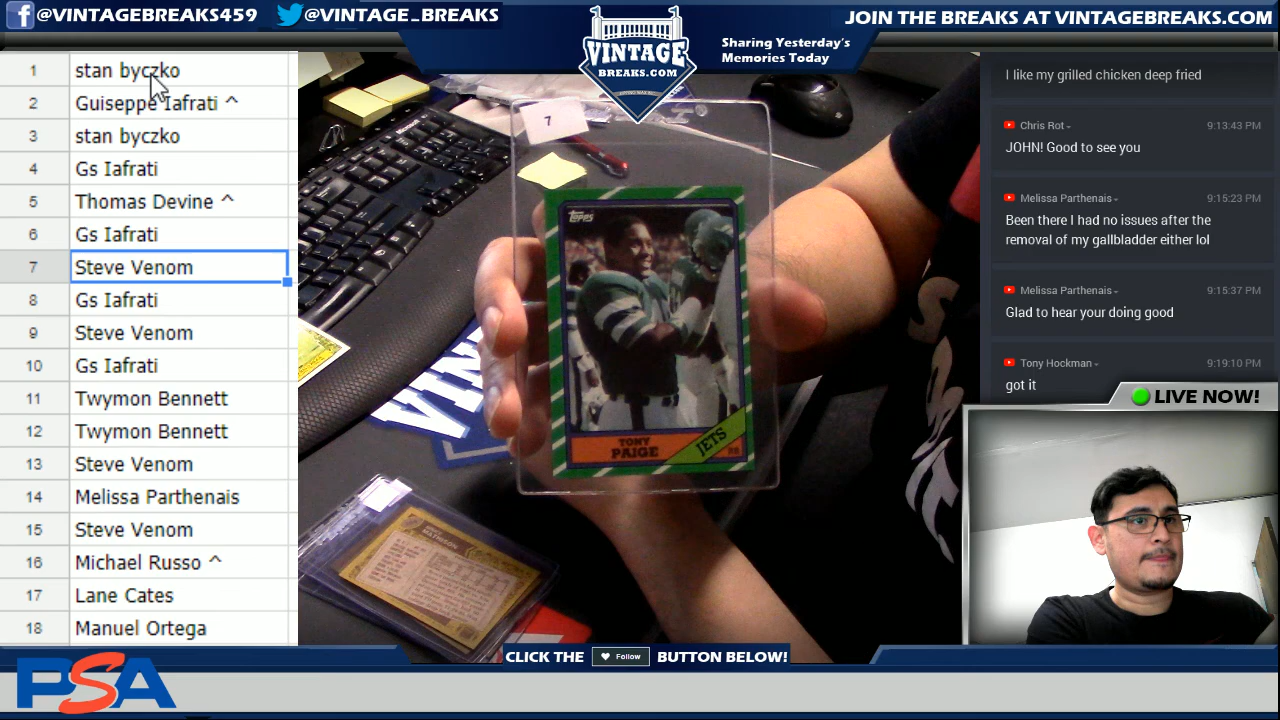 @VINTAGEBREAKS459
@VINTAGE_BREAKS
VINTAGE
BREAKS.COM
Sharing Yesterday's
Memories Today
JOIN THE BREAKS AT VINTAGEBREAKS.COM
1 stan byczko
2 Guiseppe Iafrati ^
3 stan byczko
4 Gs Iafrati
5 Thomas Devine ^
6 Gs Iafrati
7 Steve Venom
8 Gs Iafrati
9 Steve Venom
10 Gs Iafrati
11 Twymon Bennett
12 Twymon Bennett
13 Steve Venom
14 Melissa Parthenais
15 Steve Venom
16 Michael Russo ^
17 Lane Cates
18 Manuel Ortega
7
topps
TONY
PAIGE
JETS
RB
VIN
I like my grilled chicken deep fried
Chris Rot 9:13:43 PM
JOHN! Good to see you
Melissa Parthenais 9:15:23 PM
Been there I had no issues after the
removal of my gallbladder either lol
Melissa Parthenais 9:15:37 PM
Glad to hear your doing good
Tony Hockman 9:19:10 PM
got it
LIVE NOW!
CLICK THE Follow BUTTON BELOW!
PSA